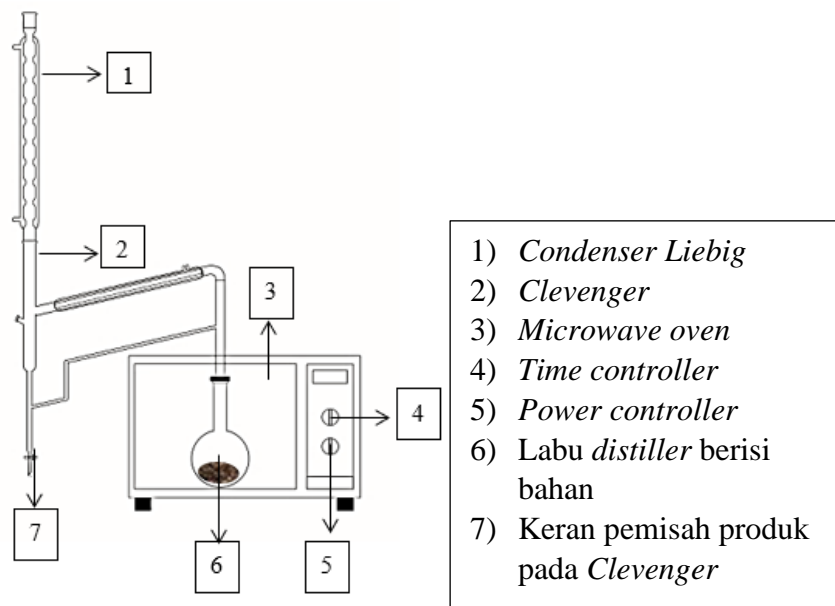 1
2
3
4
7
6
5
1) Condenser Liebig
2) Clevenger
3) Microwave oven
4) Time controller
5) Power controller
6) Labu distiller berisi
bahan
7) Keran pemisah produk
pada Clevenger